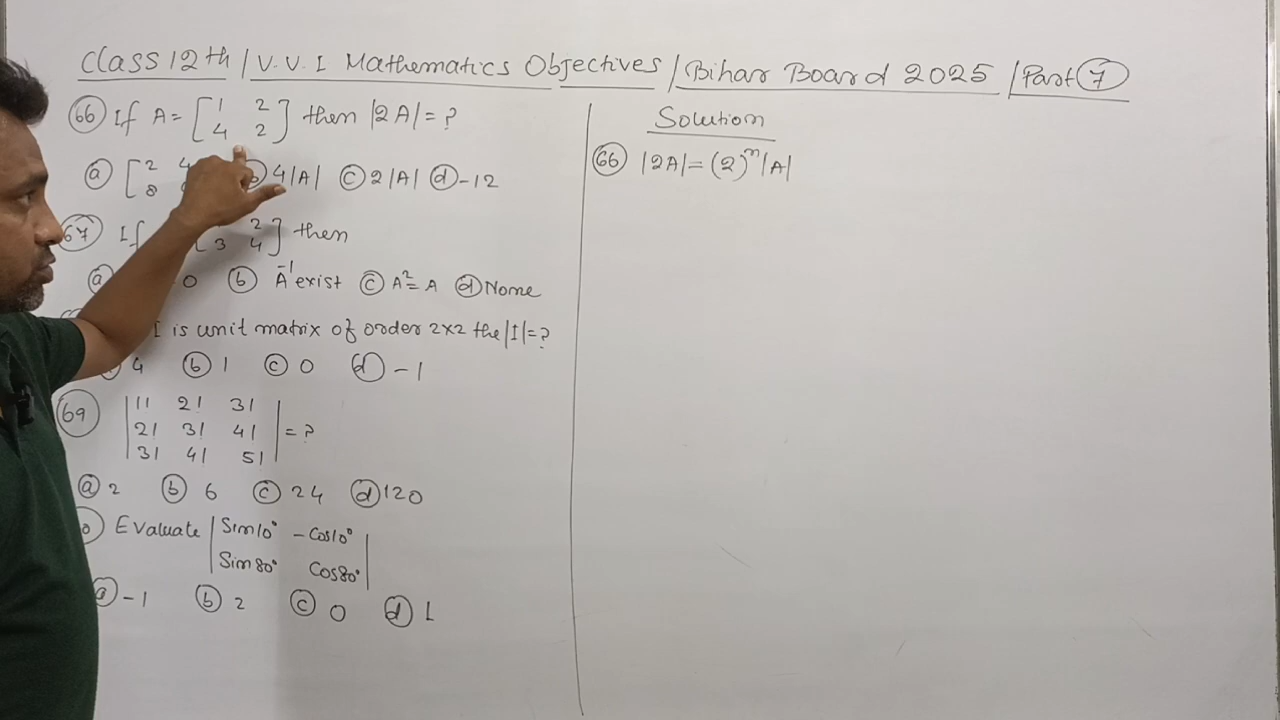 Class 12th / V.V.I Mathematics Objectives / Bihar Board 2025 / Part 7
66 If A = [ 1 2 ] then |2A| = ?
4 2
a [ 2 4 b 4|A| c 2|A| d -12
8
67 If [ 2 ] then
3 4
a 0 b A⁻¹ exist c A² = A d None
I is unit matrix of order 2x2 the |I| = ?
4 b 1 c 0 d -1
69 | 1! 2! 3! |
2! 3! 4! = ?
3! 4! 5!
a 2 b 6 c 24 d 120
0 Evaluate | Sin10° -Cos10° |
Sin80° Cos80°
a -1 b 2 c 0 d 1
Solution
66 |2A| = (2)ⁿ |A|